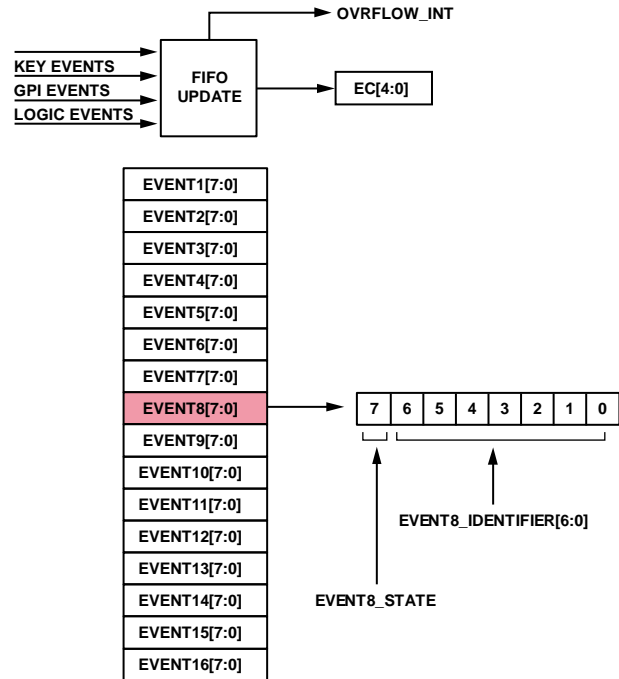 OVRFLOW_INT
KEY EVENTS
GPI EVENTS
LOGIC EVENTS
FIFO
UPDATE
EC[4:0]
EVENT1[7:0]
EVENT2[7:0]
EVENT3[7:0]
EVENT4[7:0]
EVENT5[7:0]
EVENT6[7:0]
EVENT7[7:0]
EVENT8[7:0]
7 6 5 4 3 2 1 0
EVENT9[7:0]
EVENT10[7:0]
EVENT11[7:0]
EVENT12[7:0]
EVENT13[7:0]
EVENT14[7:0]
EVENT15[7:0]
EVENT16[7:0]
EVENT8_IDENTIFIER[6:0]
EVENT8_STATE